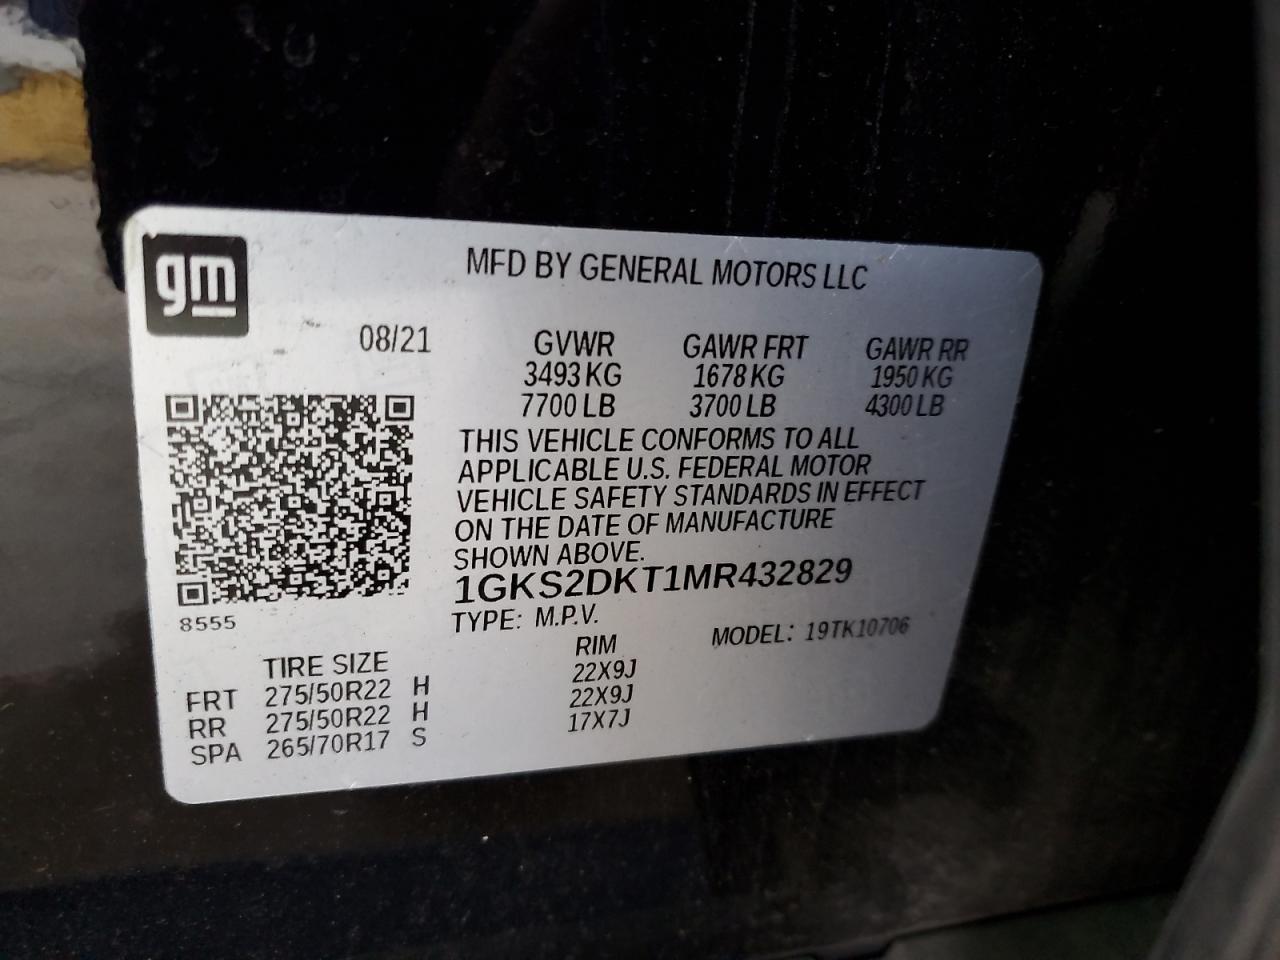 gm
MFD BY GENERAL MOTORS LLC
08/21
GVWR GAWR FRT GAWR RR
3493 KG 1678 KG 1950 KG
7700 LB 3700 LB 4300 LB
THIS VEHICLE CONFORMS TO ALL
APPLICABLE U.S. FEDERAL MOTOR
VEHICLE SAFETY STANDARDS IN EFFECT
ON THE DATE OF MANUFACTURE
SHOWN ABOVE.
1GKS2DKT1MR432829
8555
TYPE: M.P.V.
MODEL: 19TK10706
TIRE SIZE RIM
FRT 275/50R22 H 22X9J
RR 275/50R22 H 22X9J
SPA 265/70R17 S 17X7J